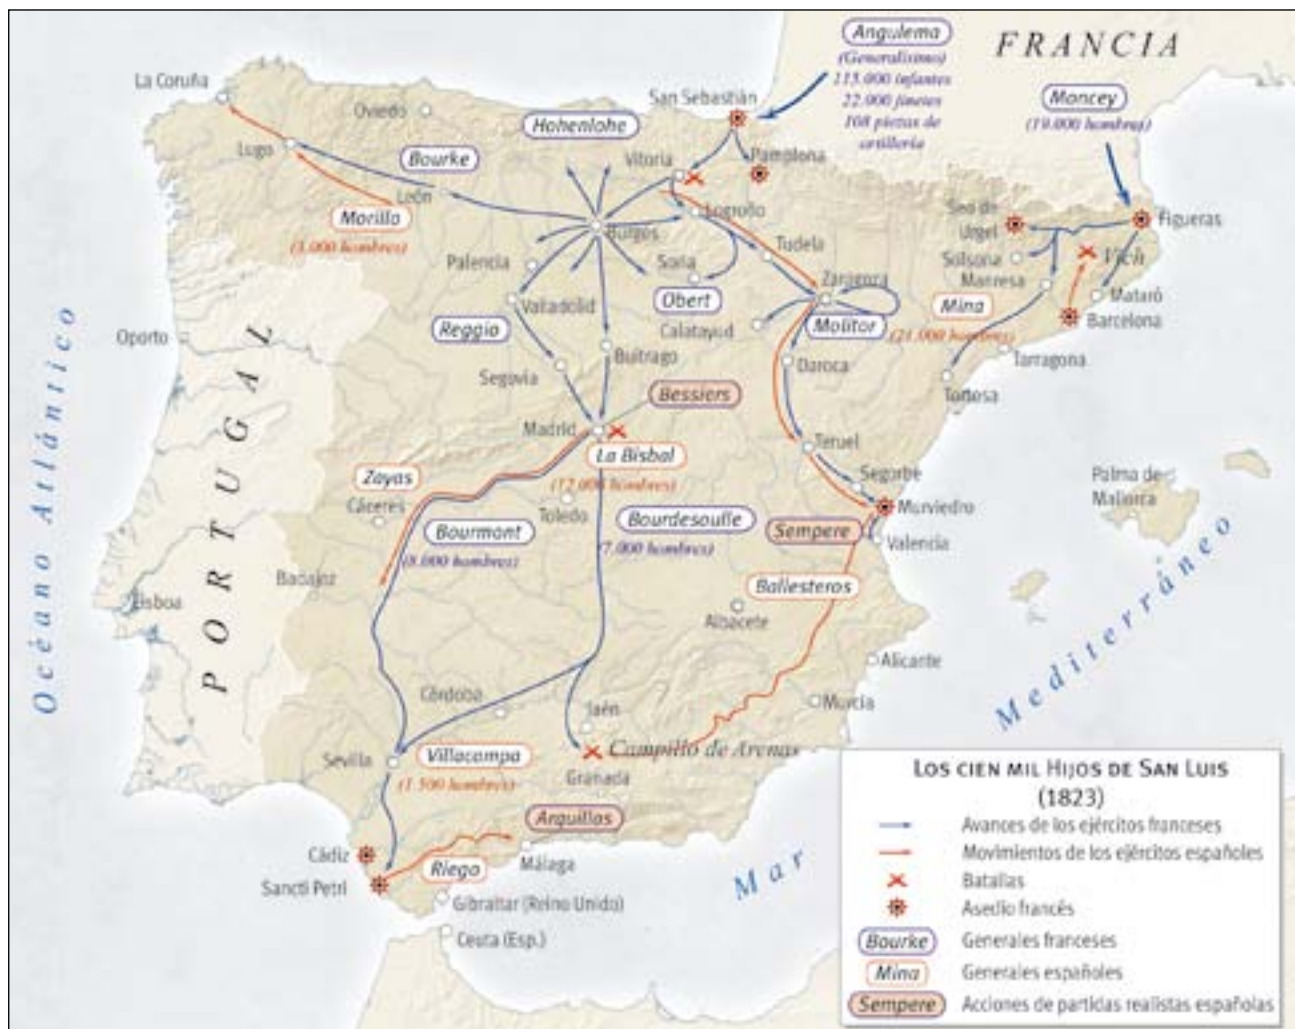 Angulema
(Generalísimo)
115.000 infantes
22.000 jinetes
108 piezas de
artillería
FRANCIA
Moncey
(19.000 hombres)
La Coruña
Oviedo
San Sebastián
Hohenlohe
Lugo
Bourke
Vitoria
Pamplona
León
Morillo
(3.000 hombres)
Logroño
Seo de
Urgel
Figueras
Burgos
Tudela
Palencia
Soria
Solsona
Vich
Zaragoza
Manresa
Valladolid
Obert
Mina
Mataró
Oporto
Reggio
Calatayud
Molitor
(21.000 hombres)
Barcelona
Buitrago
Daroca
Tarragona
Segovia
Tortosa
Bessiers
Madrid
La Bisbal
(12.000 hombres)
Teruel
Zayas
Segorbe
Palma de
Mallorca
Cáceres
Toledo
Murviedro
Bourmont
(8.000 hombres)
Bourdesoulle
(7.000 hombres)
Sempere
Valencia
Badajoz
Ballesteros
Lisboa
Albacete
PORTUGAL
Océano Atlántico
Alicante
Córdoba
Murcia
Jaén
Campillo de Arenas
Sevilla
Villacampa
(1.500 hombres)
Granada
Arquillos
Cádiz
Riego
Málaga
Sancti Petri
Gibraltar (Reino Unido)
Ceuta (Esp.)
Mar Mediterráneo
LOS CIEN MIL HIJOS DE SAN LUIS
(1823)
Avances de los ejércitos franceses
Movimientos de los ejércitos españoles
Batallas
Asedio francés
Bourke Generales franceses
Mina Generales españoles
Sempere Acciones de partidas realistas españolas